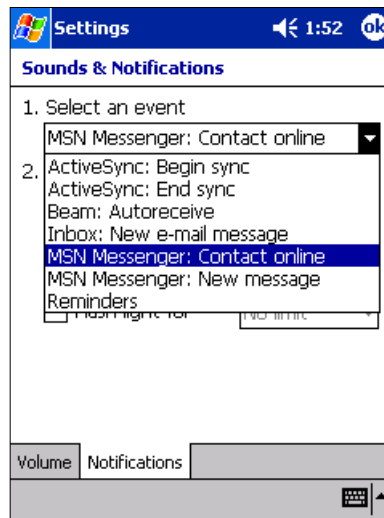 Settings 1:52 ok
Sounds & Notifications
1. Select an event
MSN Messenger: Contact online
2.
ActiveSync: Begin sync
ActiveSync: End sync
Beam: Autoreceive
Inbox: New e-mail message
MSN Messenger: Contact online
MSN Messenger: New message
Reminders
Volume Notifications